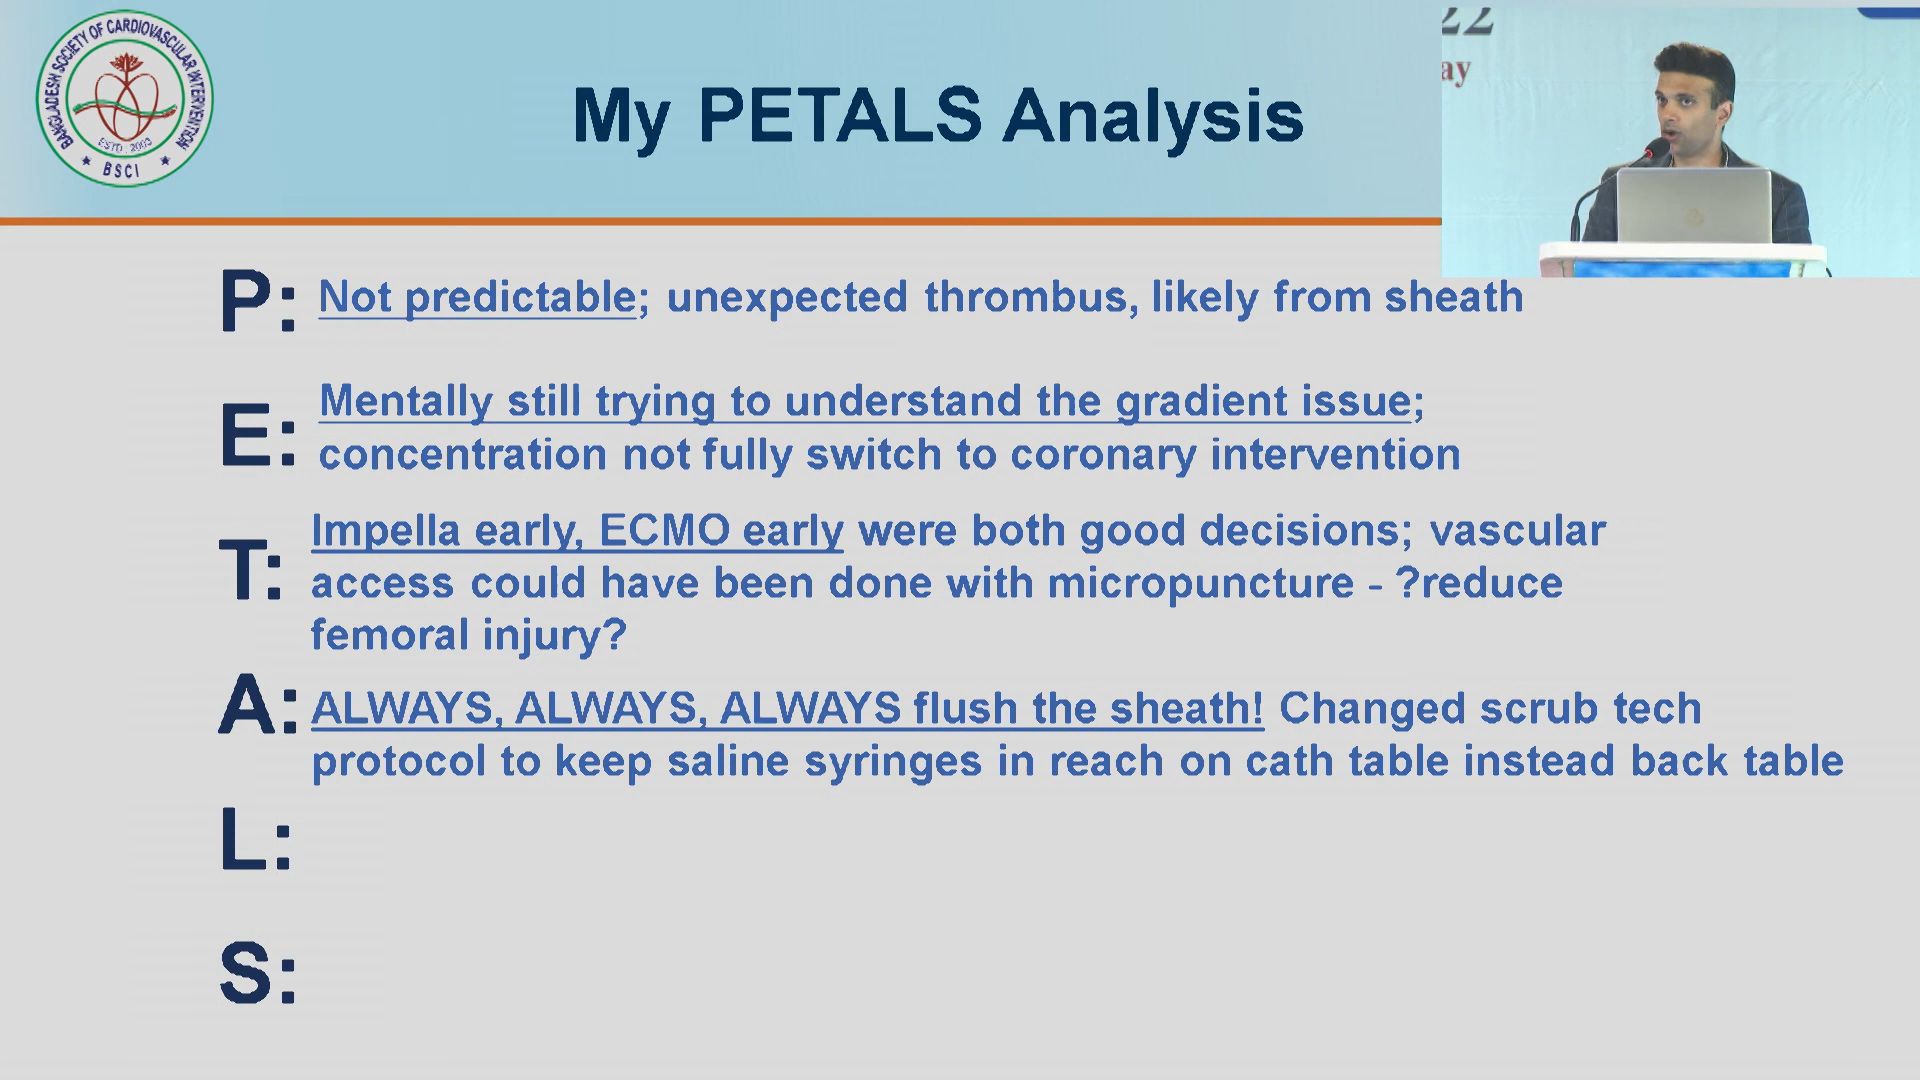 BANGLADESH SOCIETY OF CARDIOVASCULAR INTERVENTION
ESTD : 2003
BSCI
My PETALS Analysis
22
ay
P: Not predictable; unexpected thrombus, likely from sheath
E: Mentally still trying to understand the gradient issue;
concentration not fully switch to coronary intervention
T: Impella early, ECMO early were both good decisions; vascular
access could have been done with micropuncture - ?reduce
femoral injury?
A: ALWAYS, ALWAYS, ALWAYS flush the sheath! Changed scrub tech
protocol to keep saline syringes in reach on cath table instead back table
L:
S: